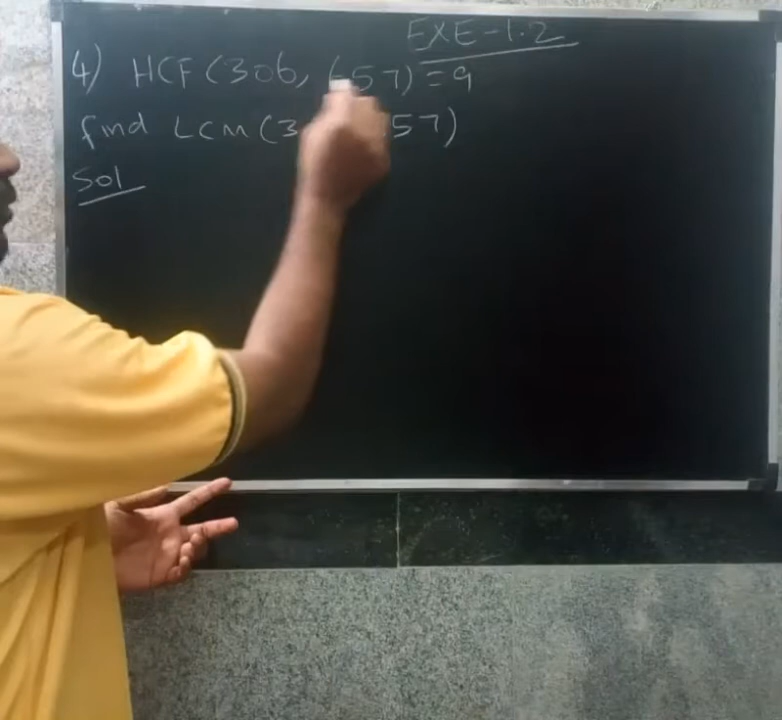 EXE-1.2
4) HCF(306, 657) = 9
find LCM(3 57)
Sol